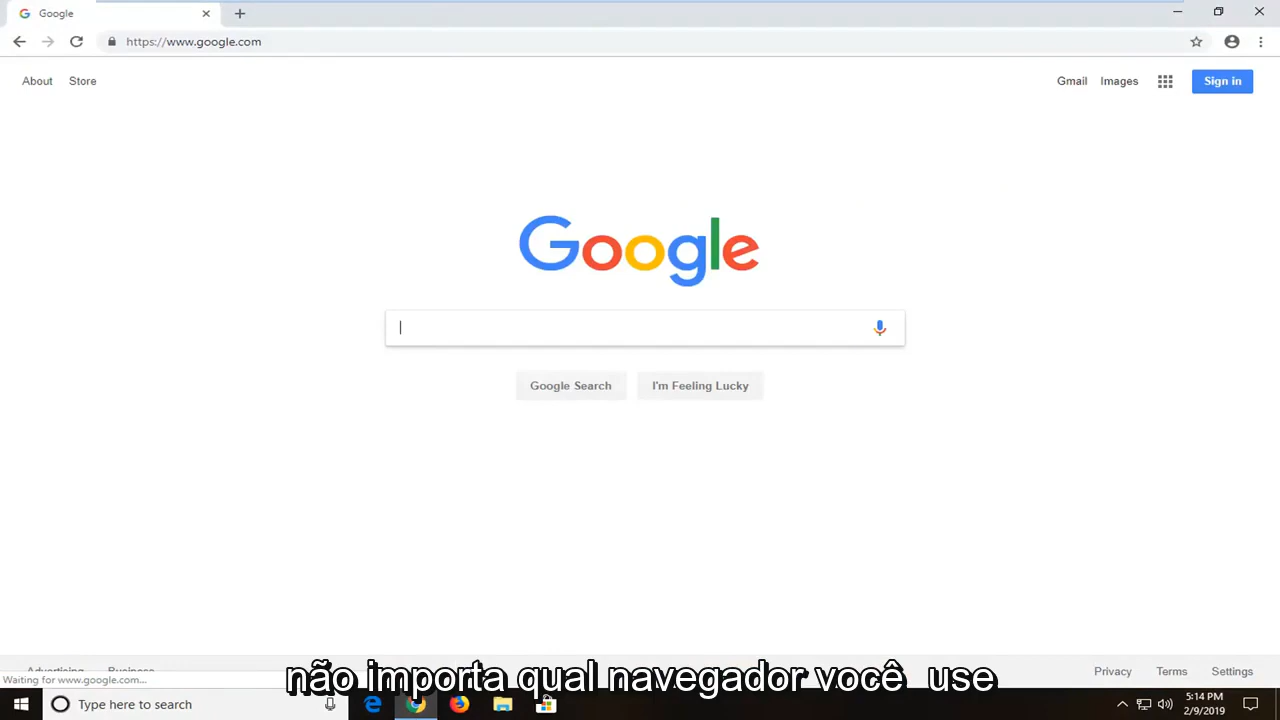 Google
https://www.google.com
About Store
Gmail Images Sign in
Google
Google Search I'm Feeling Lucky
Advertising Business
Privacy Terms Settings
Waiting for www.google.com...
não importa qual navegador você use
Type here to search
5:14 PM
2/9/2019